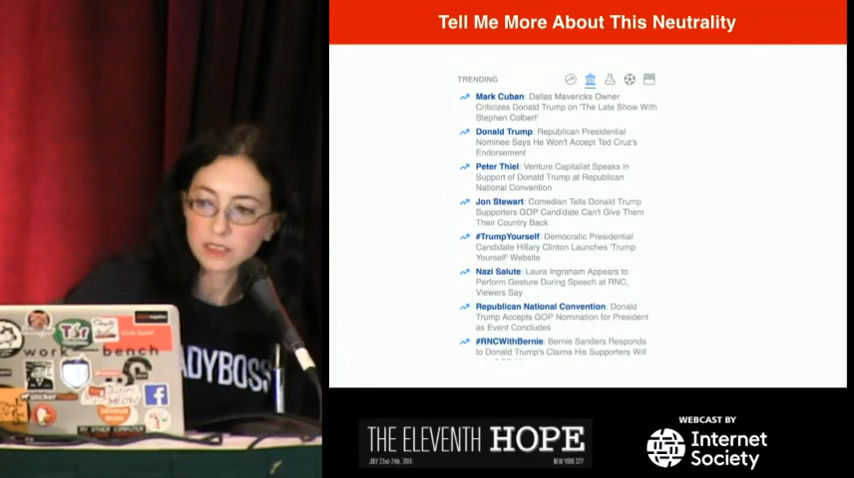 Tell Me More About This Neutrality
TRENDING
Mark Cuban: Dallas Mavericks Owner
Criticizes Donald Trump on 'The Late Show With
Stephen Colbert'
Donald Trump: Republican Presidential
Nominee Says He Won't Accept Ted Cruz's
Endorsement
Peter Thiel: Venture Capitalist Speaks in
Support of Donald Trump at Republican
National Convention
Jon Stewart: Comedian Tells Donald Trump
Supporters GOP Candidate Can't Give Them
Their Country Back
#TrumpYourself: Democratic Presidential
Candidate Hillary Clinton Launches 'Trump
Yourself' Website
Nazi Salute: Laura Ingraham Appears to
Perform Gesture During Speech at RNC,
Viewers Say
Republican National Convention: Donald
Trump Accepts GOP Nomination for President
as Event Concludes
#RNCWithBernie: Bernie Sanders Responds
to Donald Trump's Claims His Supporters Will
Tor
work bench
ADYBOSS
sticker
MY OTHER COMPUTER
THE ELEVENTH HOPE
JULY 22nd-24th, 2016
NEW YORK CITY
WEBCAST BY
Internet
Society